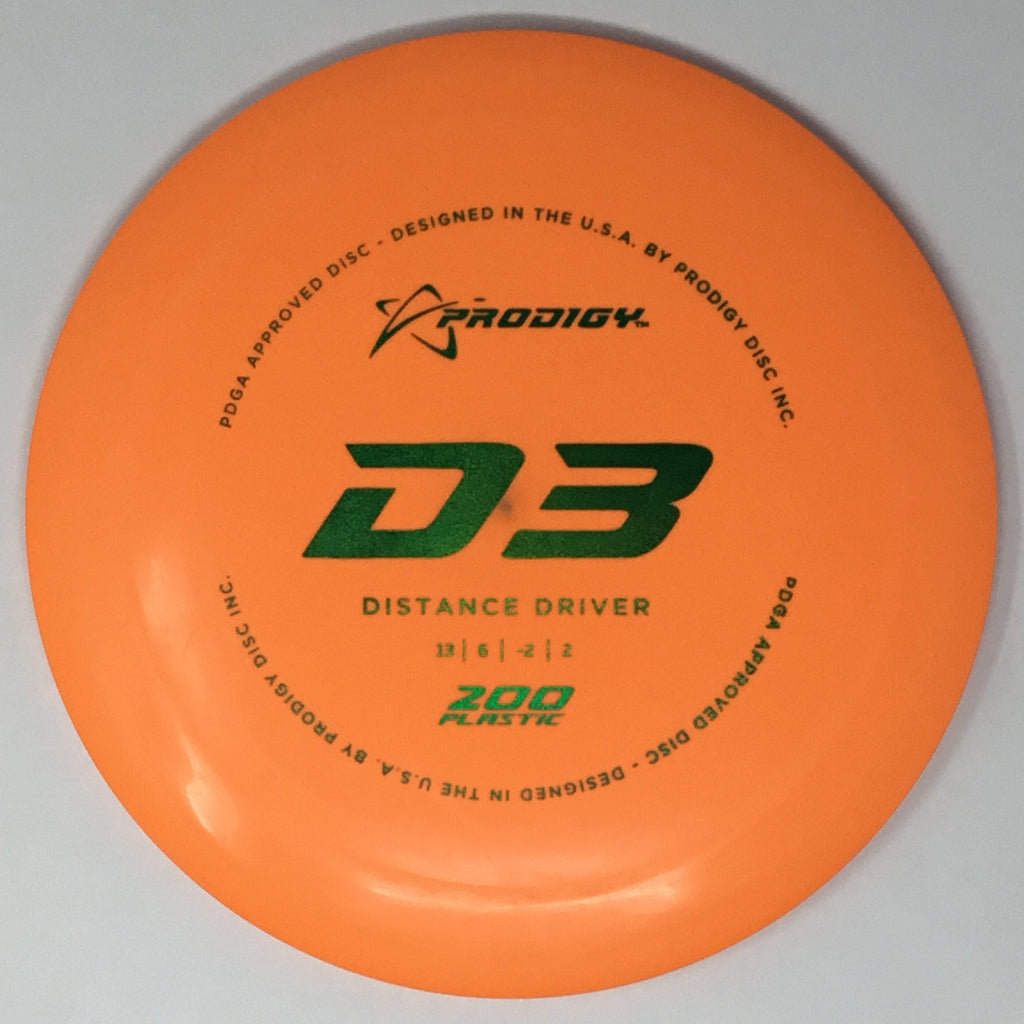 PDGA APPROVED DISC - DESIGNED IN THE U.S.A. BY PRODIGY DISC INC.
PRODIGY™
D3
DISTANCE DRIVER
13 | 6 | -2 | 2
200
PLASTIC
PDGA APPROVED DISC - DESIGNED IN THE U.S.A. BY PRODIGY DISC INC.